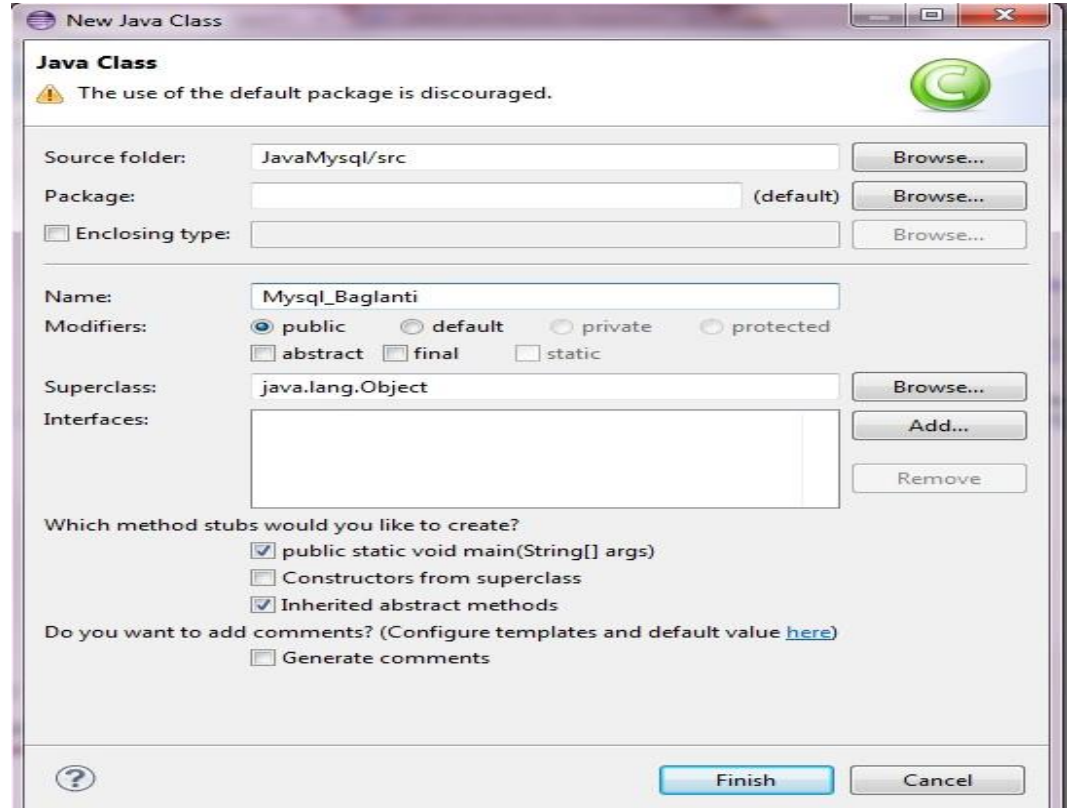 New Java Class
Java Class
The use of the default package is discouraged.
Source folder: JavaMysql/src Browse...
Package: (default) Browse...
Enclosing type: Browse...
Name: Mysql_Baglanti
Modifiers: public default private protected
abstract final static
Superclass: java.lang.Object Browse...
Interfaces: Add...
Remove
Which method stubs would you like to create?
public static void main(String[] args)
Constructors from superclass
Inherited abstract methods
Do you want to add comments? (Configure templates and default value here)
Generate comments
? Finish Cancel